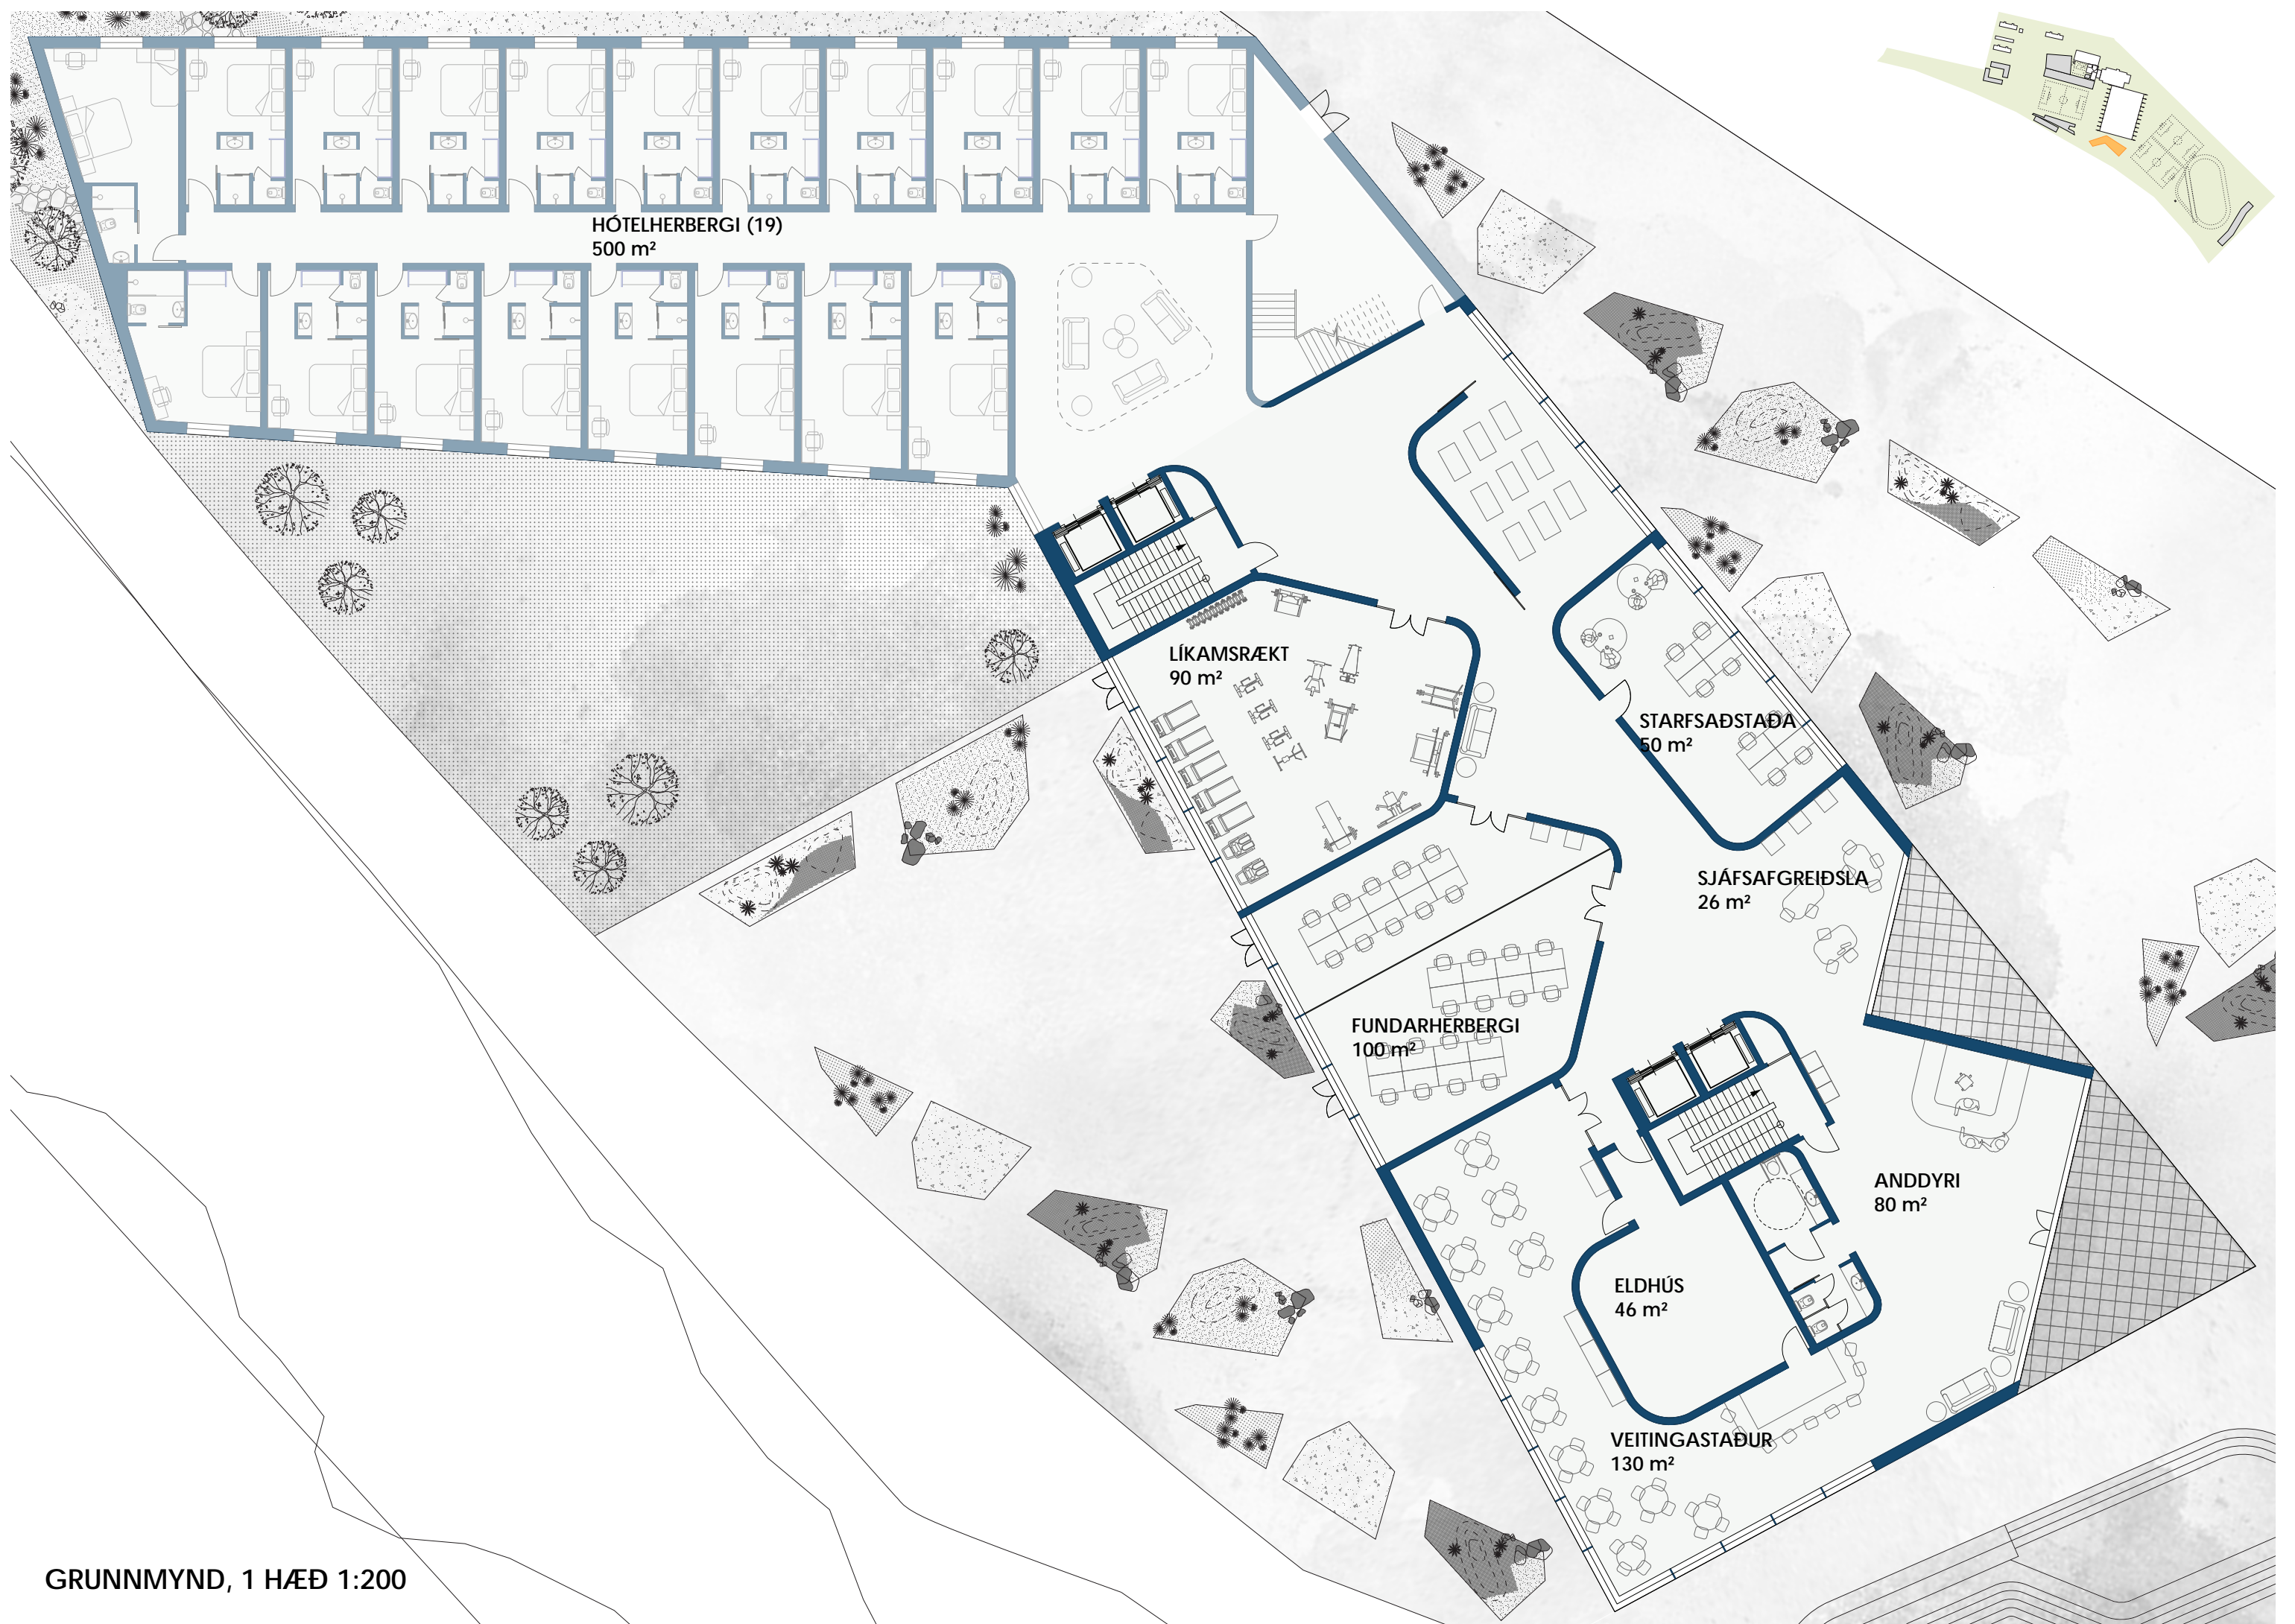 HÓTELHERBERGI (19)
500 m²
LÍKAMSRÆKT
90 m²
STARFSAÐSTAÐA
50 m²
SJÁFSAFGREIÐSLA
26 m²
FUNDARHERBERGI
100 m²
ANDDYRI
80 m²
ELDHÚS
46 m²
VEITINGASTAÐUR
130 m²
GRUNNMYND, 1 HÆÐ 1:200